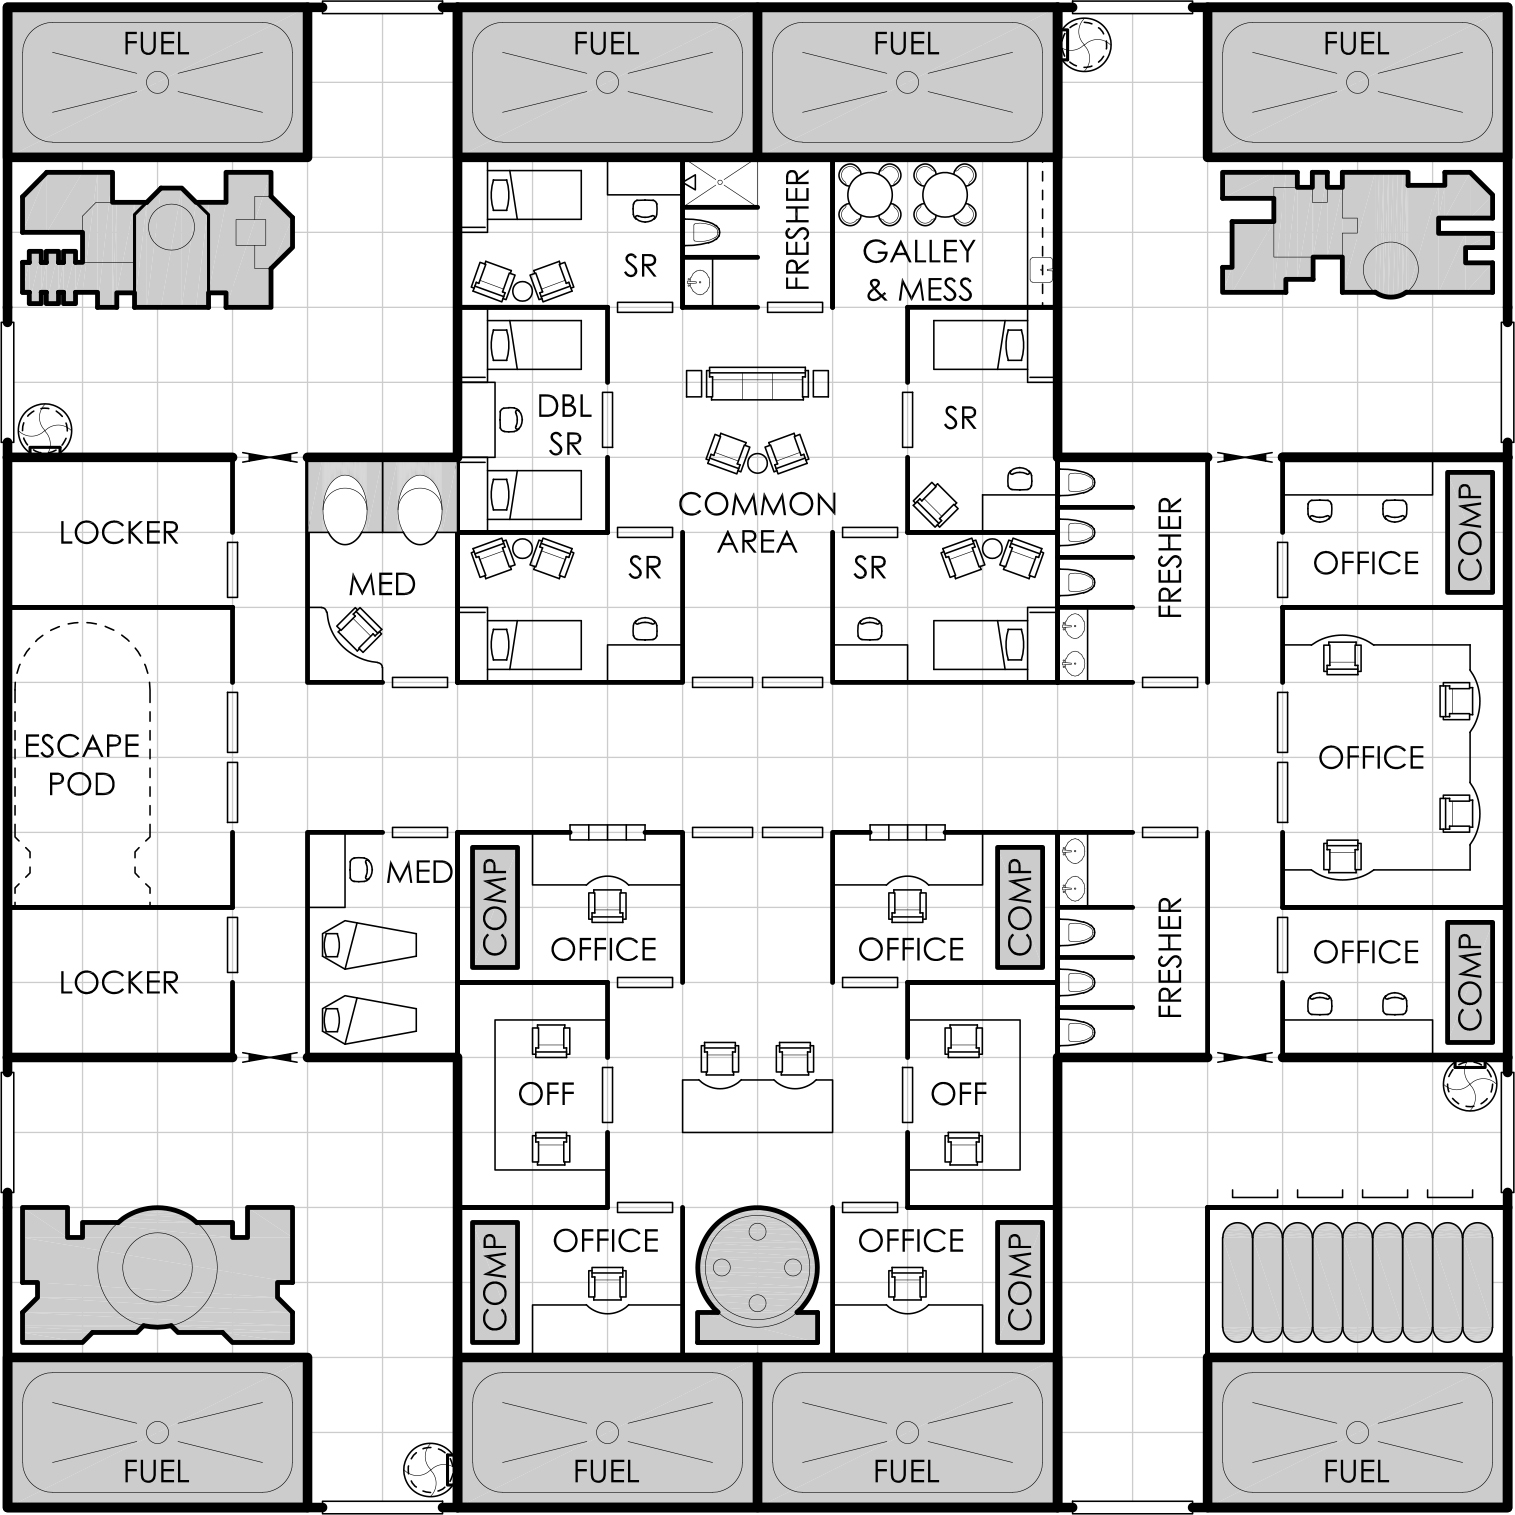 FUEL
FUEL
FUEL
FUEL
SR
FRESHER
GALLEY
& MESS
DBL
SR
SR
COMMON
AREA
LOCKER
MED
SR
SR
FRESHER
OFFICE
COMP
ESCAPE
POD
OFFICE
MED
COMP
OFFICE
OFFICE
COMP
FRESHER
OFFICE
COMP
LOCKER
OFF
OFF
COMP
OFFICE
OFFICE
COMP
FUEL
FUEL
FUEL
FUEL